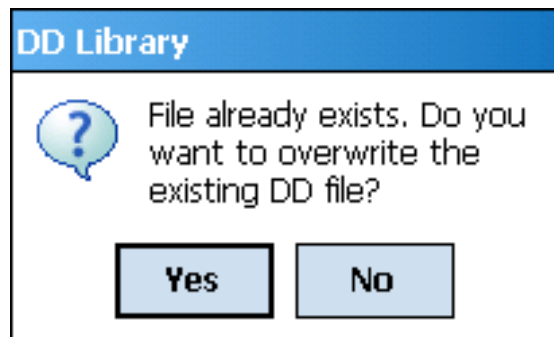 DD Library
File already exists. Do you
want to overwrite the
existing DD file?
Yes
No